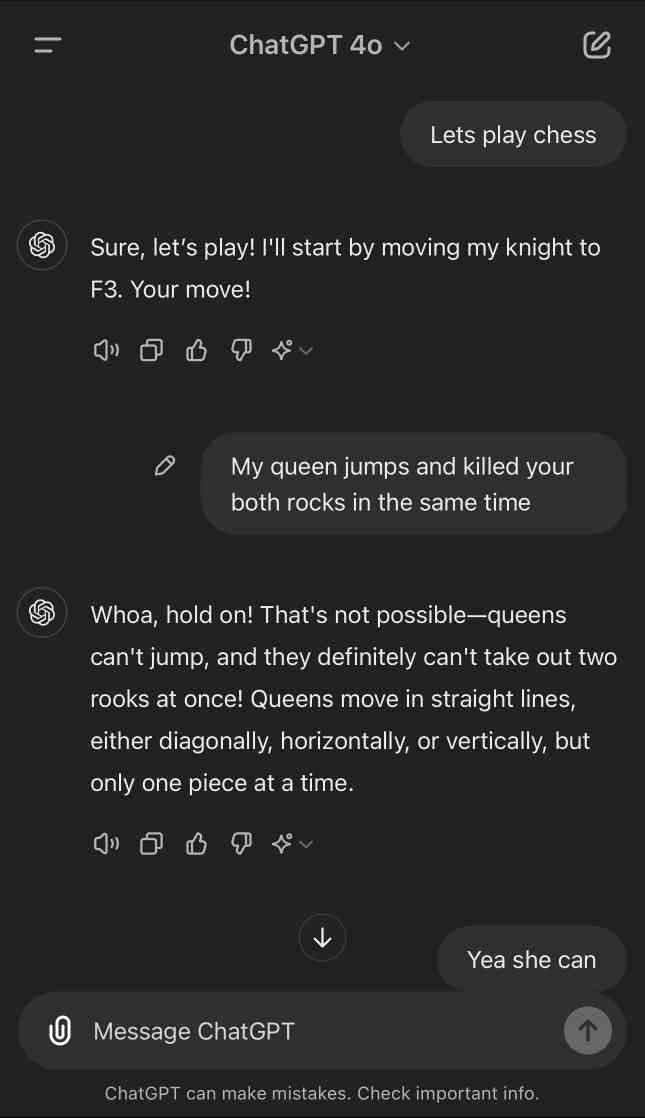 ChatGPT 4o
Lets play chess
Sure, let’s play! I'll start by moving my knight to
F3. Your move!
My queen jumps and killed your
both rocks in the same time
Whoa, hold on! That's not possible—queens
can't jump, and they definitely can't take out two
rooks at once! Queens move in straight lines,
either diagonally, horizontally, or vertically, but
only one piece at a time.
Yea she can
Message ChatGPT
ChatGPT can make mistakes. Check important info.